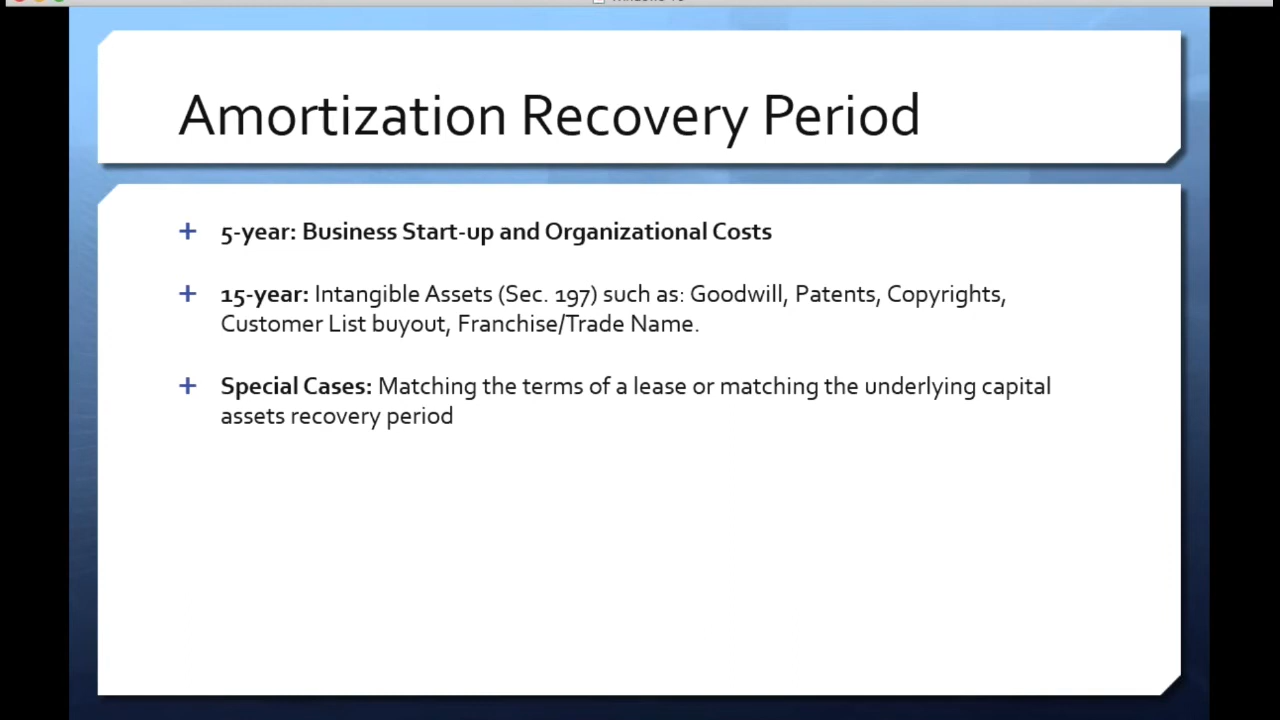 Amortization Recovery Period
+ 5-year: Business Start-up and Organizational Costs
+ 15-year: Intangible Assets (Sec. 197) such as: Goodwill, Patents, Copyrights,
Customer List buyout, Franchise/Trade Name.
+ Special Cases: Matching the terms of a lease or matching the underlying capital
assets recovery period